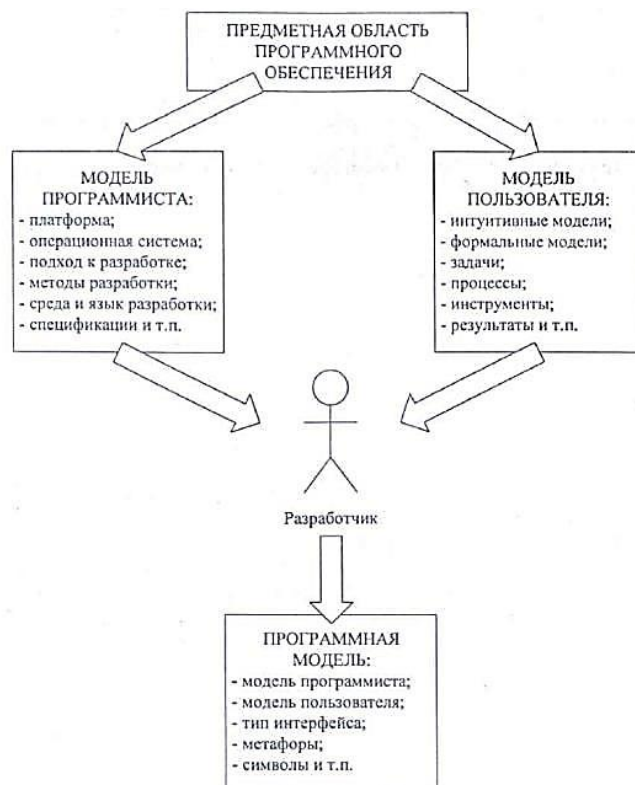 ПРЕДМЕТНАЯ ОБЛАСТЬ
ПРОГРАММНОГО
ОБЕСПЕЧЕНИЯ
МОДЕЛЬ
ПРОГРАММИСТА:
- платформа;
- операционная система;
- подход к разработке;
- методы разработки;
- среда и язык разработки;
- спецификации и т.п.
МОДЕЛЬ
ПОЛЬЗОВАТЕЛЯ:
- интуитивные модели;
- формальные модели;
- задачи;
- процессы;
- инструменты;
- результаты и т.п.
Разработчик
ПРОГРАММНАЯ
МОДЕЛЬ:
- модель программиста;
- модель пользователя;
- тип интерфейса;
- метафоры;
- символы и т.п.